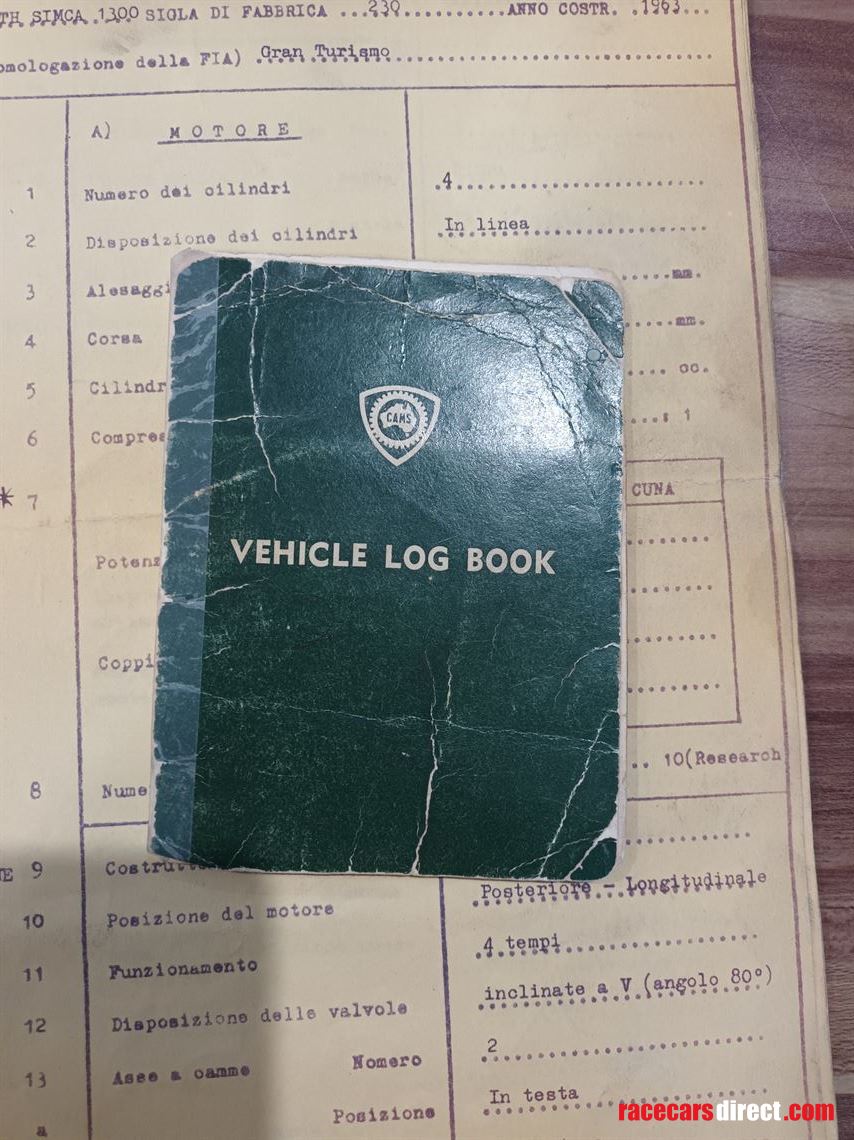 TH SIMCA 1300 SIGLA DI FABBRICA ...230..........ANNO COSTR. .1963...
omologazione della FIA) .Gran Turismo
A) MOTORE
1 Numero dei cilindri .4
2 Disposizione dei cilindri .In linea
3 Alesaggi .....mm.
4 Corsa .....mm.
5 Cilindr .... cc.
6 Compres ...: 1
* 7 CUNA
CAMS
VEHICLE LOG BOOK
Potenz
Coppi
8 Nume .. 10(Research
E 9 Costrutt
10 Posizione del motore .Posteriore - Longitudinale
11 Funzionamento .4 tempi
12 Disposizione delle valvole inclinate a V (angolo 80°)
13 Asse a camme Nomero 2
a Posizione In testa
racecarsdirect.com